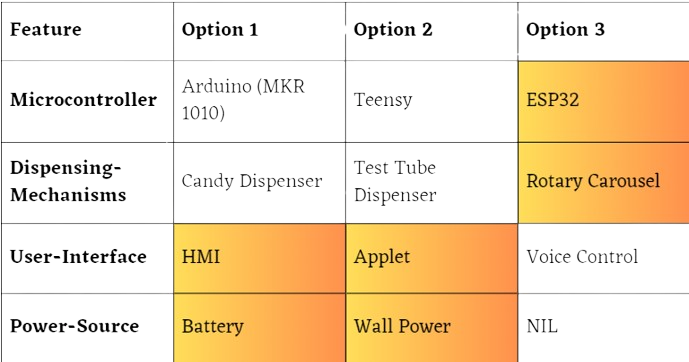 Feature Option 1 Option 2 Option 3
Microcontroller Arduino (MKR 1010) Teensy ESP32
Dispensing-Mechanisms Candy Dispenser Test Tube Dispenser Rotary Carousel
User-Interface HMI Applet Voice Control
Power-Source Battery Wall Power NIL